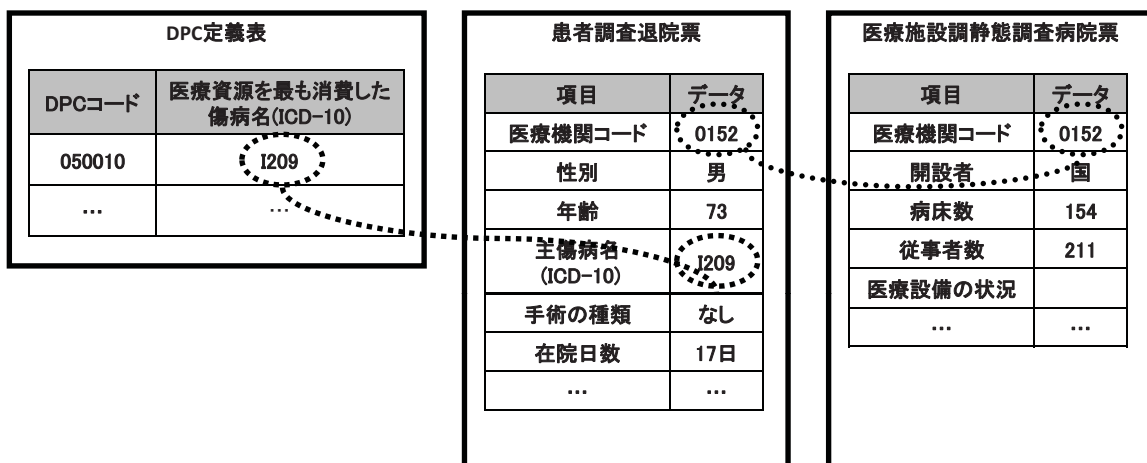 DPC定義表
DPCコード 医療資源を最も消費した
傷病名(ICD-10)
050010 I209
… …
患者調査退院票
項目 データ
医療機関コード 0152
性別 男
年齢 73
主傷病名
(ICD-10) I209
手術の種類 なし
在院日数 17日
… …
医療施設調静態調査病院票
項目 データ
医療機関コード 0152
開設者 国
病床数 154
従事者数 211
医療設備の状況
… …